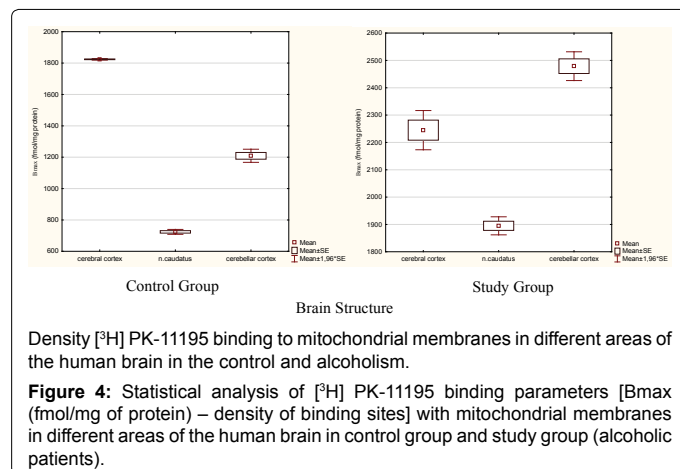 2000
1800
1600
1400
1200
1000
800
600
Bmax (fmol/mg protein)
cerebral cortex
n.caudatus
cerebellar cortex
Mean
Mean±SE
Mean±1,96*SE
Control Group
2600
2500
2400
2300
2200
2100
2000
1900
1800
Bmax (fmol/mg protein)
cerebral cortex
n.caudatus
cerebellar cortex
Mean
Mean±SE
Mean±1,96*SE
Study Group
Brain Structure
Density [³H] PK-11195 binding to mitochondrial membranes in different areas of
the human brain in the control and alcoholism.
Figure 4: Statistical analysis of [³H] PK-11195 binding parameters [Bmax
(fmol/mg of protein) – density of binding sites] with mitochondrial membranes
in different areas of the human brain in control group and study group (alcoholic
patients).